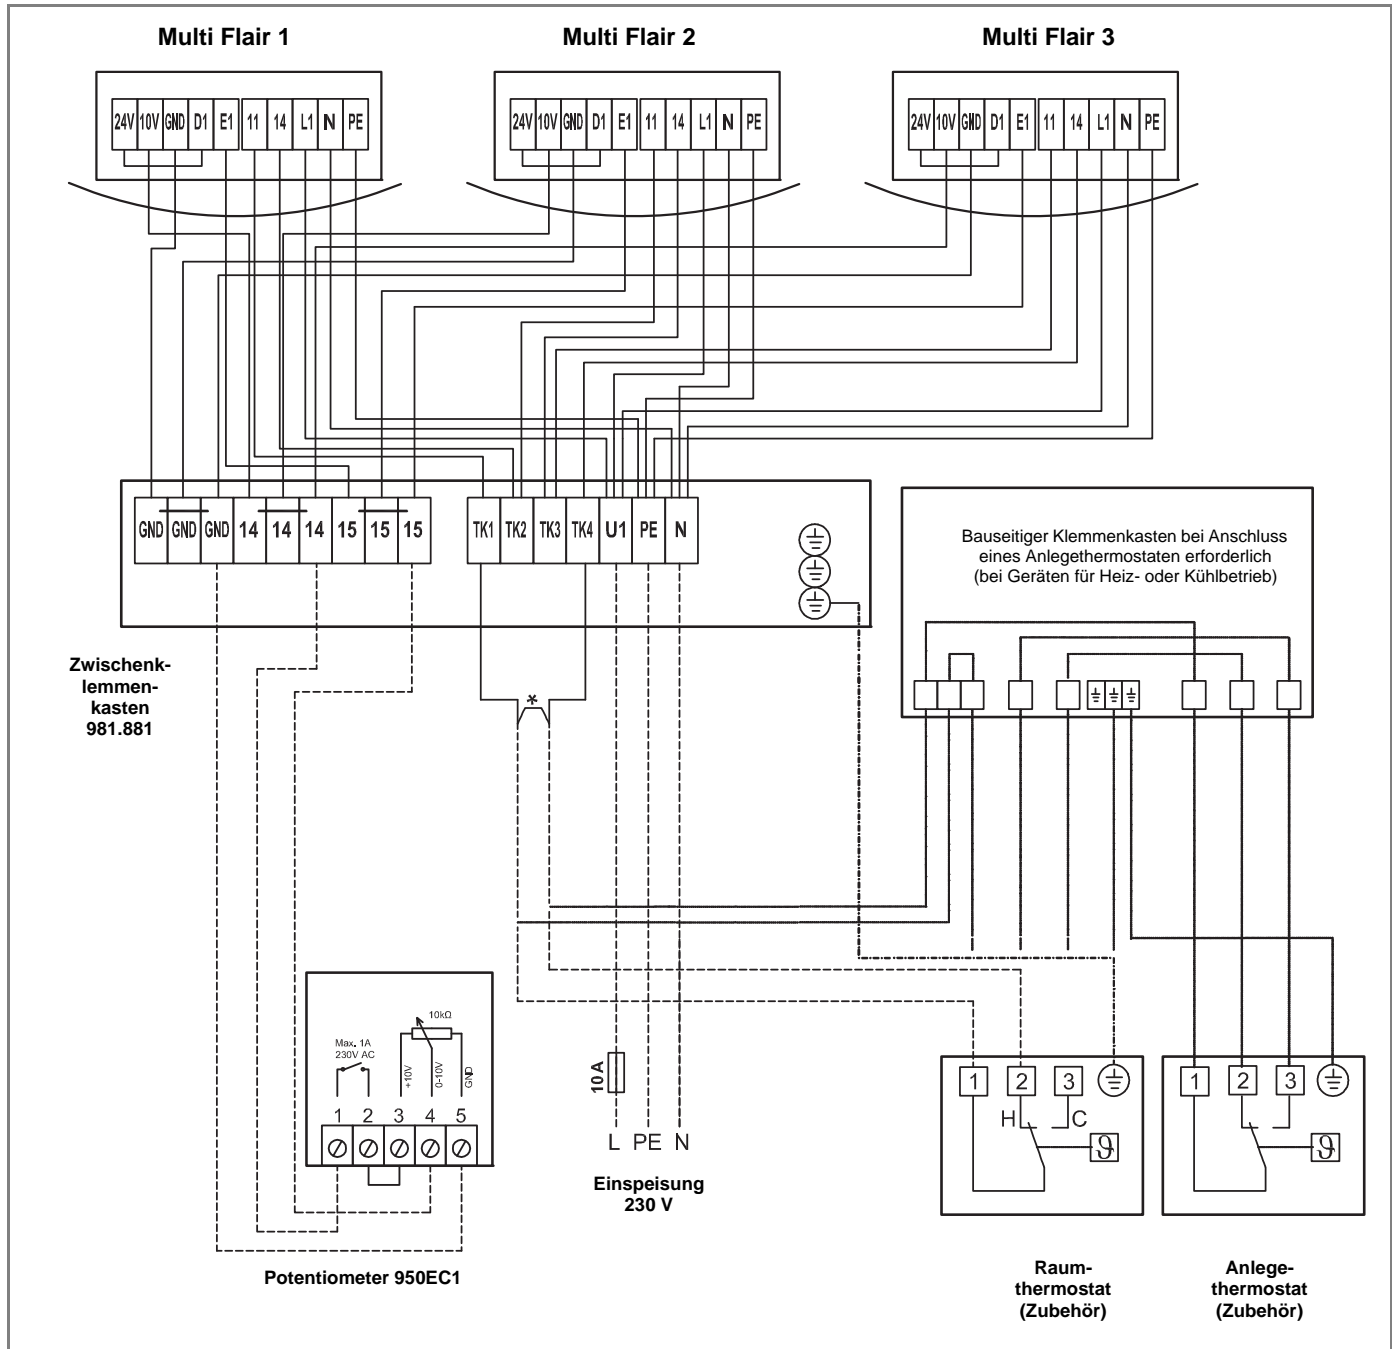 Multi Flair 1
Multi Flair 2
Multi Flair 3
24V 10V GND D1 E1 11 14 L1 N PE
24V 10V GND D1 E1 11 14 L1 N PE
24V 10V GND D1 E1 11 14 L1 N PE
GND GND GND 14 14 14 15 15 15
TK1 TK2 TK3 TK4 U1 PE N
Bauseitiger Klemmenkasten bei Anschluss
eines Anlegethermostaten erforderlich
(bei Geräten für Heiz- oder Kühlbetrieb)
Zwischenk-
lemmen-
kasten
981.881
*
10kΩ
Max. 1A
230V AC
+10V
0-10V
GND
1 2 3 4 5
10 A
L PE N
Einspeisung
230 V
Potentiometer 950EC1
1 2 3
H C
ϑ
Raum-
thermostat
(Zubehör)
1 2 3
ϑ
Anlege-
thermostat
(Zubehör)